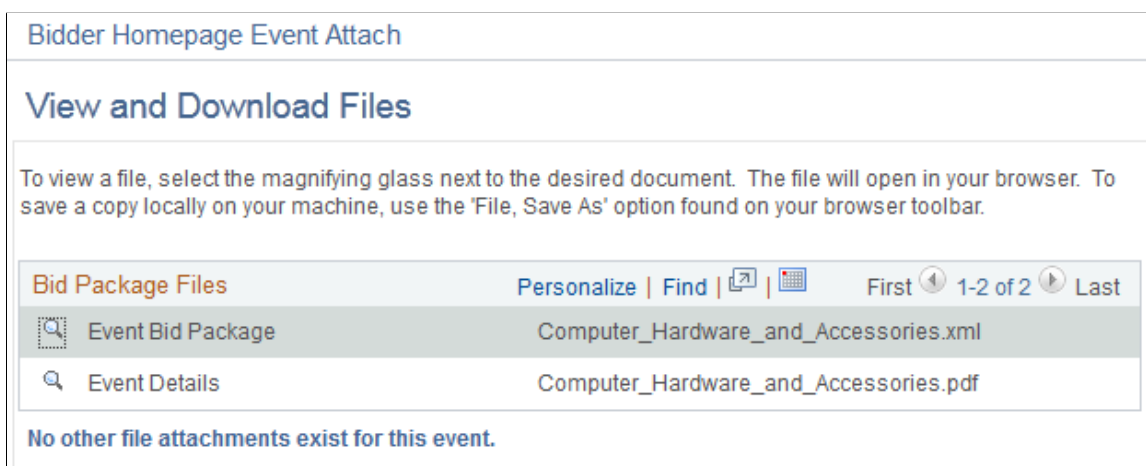 Bidder Homepage Event Attach
View and Download Files
To view a file, select the magnifying glass next to the desired document.  The file will open in your browser.  To
save a copy locally on your machine, use the 'File, Save As' option found on your browser toolbar.
Bid Package Files Personalize | Find | | First 1-2 of 2 Last
Event Bid Package Computer_Hardware_and_Accessories.xml
Event Details Computer_Hardware_and_Accessories.pdf
No other file attachments exist for this event.